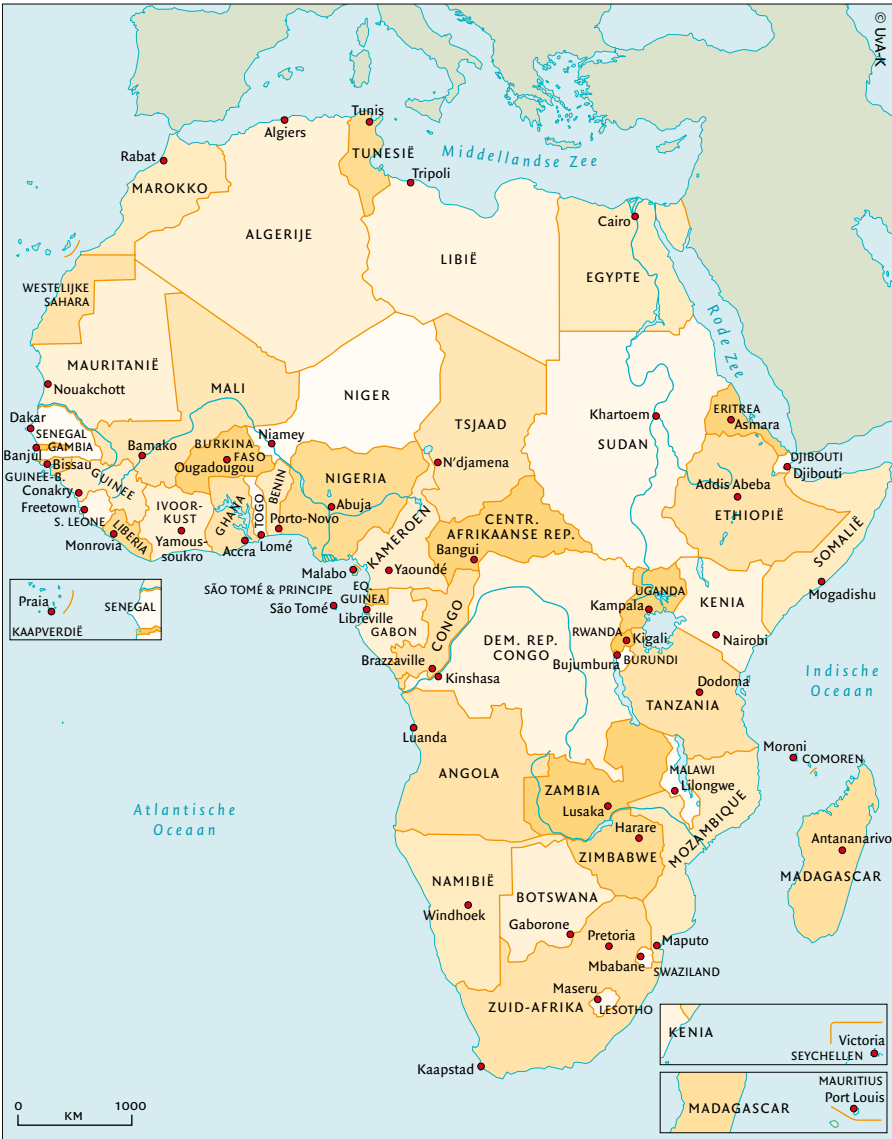 © UvA-K
Tunis
Algiers
Rabat
TUNESIË
Middellandse Zee
Tripoli
MAROKKO
Cairo
ALGERIJE
LIBIË
EGYPTE
WESTELIJKE
SAHARA
Rode Zee
MAURITANIË
Nouakchott
MALI
NIGER
TSJAAD
Khartoem
SUDAN
ERITREA
Asmara
Dakar
SENEGAL
GAMBIA
Banjul
Bissau
GUINEE-B.
Bamako
BURKINA
FASO
Ougadougou
Niamey
N'djamena
DJIBOUTI
Djibouti
GUINEE
Conakry
Freetown
S. LEONE
LIBERIA
Monrovia
IVOOR-
KUST
Yamous-
soukro
GHANA
Accra
TOGO
Lomé
BENIN
Porto-Novo
NIGERIA
Abuja
KAMEROEN
Yaoundé
CENTR.
AFRIKAANSE REP.
Bangui
Addis Abeba
ETHIOPIË
SOMALIË
Mogadishu
Malabo
EQ.
GUINEA
SÃO TOMÉ & PRINCIPE
São Tomé
Libreville
GABON
CONGO
Brazzaville
Kinshasa
DEM. REP.
CONGO
UGANDA
Kampala
KENIA
Nairobi
RWANDA
Kigali
Bujumbura
BURUNDI
Dodoma
TANZANIA
Indische
Oceaan
Praia
SENEGAL
KAAPVERDIË
Luanda
ANGOLA
ZAMBIA
Lusaka
MALAWI
Lilongwe
Moroni
COMOREN
MOZAMBIQUE
Atlantische
Oceaan
Harare
ZIMBABWE
Antananarivo
MADAGASCAR
NAMIBIË
Windhoek
BOTSWANA
Gaborone
Pretoria
Maputo
Mbabane
SWAZILAND
Maseru
LESOTHO
ZUID-AFRIKA
Kaapstad
KENIA
Victoria
SEYCHELLEN
MAURITIUS
Port Louis
MADAGASCAR
0 1000
KM